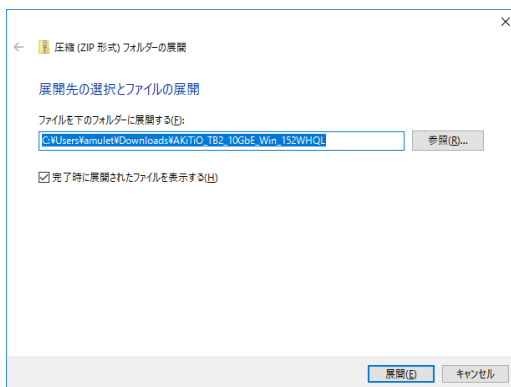 圧縮 (ZIP 形式) フォルダーの展開
展開先の選択とファイルの展開
ファイルを下のフォルダーに展開する(F):
C:¥Users¥amulet¥Downloads¥AKiTiO_TB2_10GbE_Win_152WHQL
参照(R)...
完了時に展開されたファイルを表示する(H)
展開(E)
キャンセル